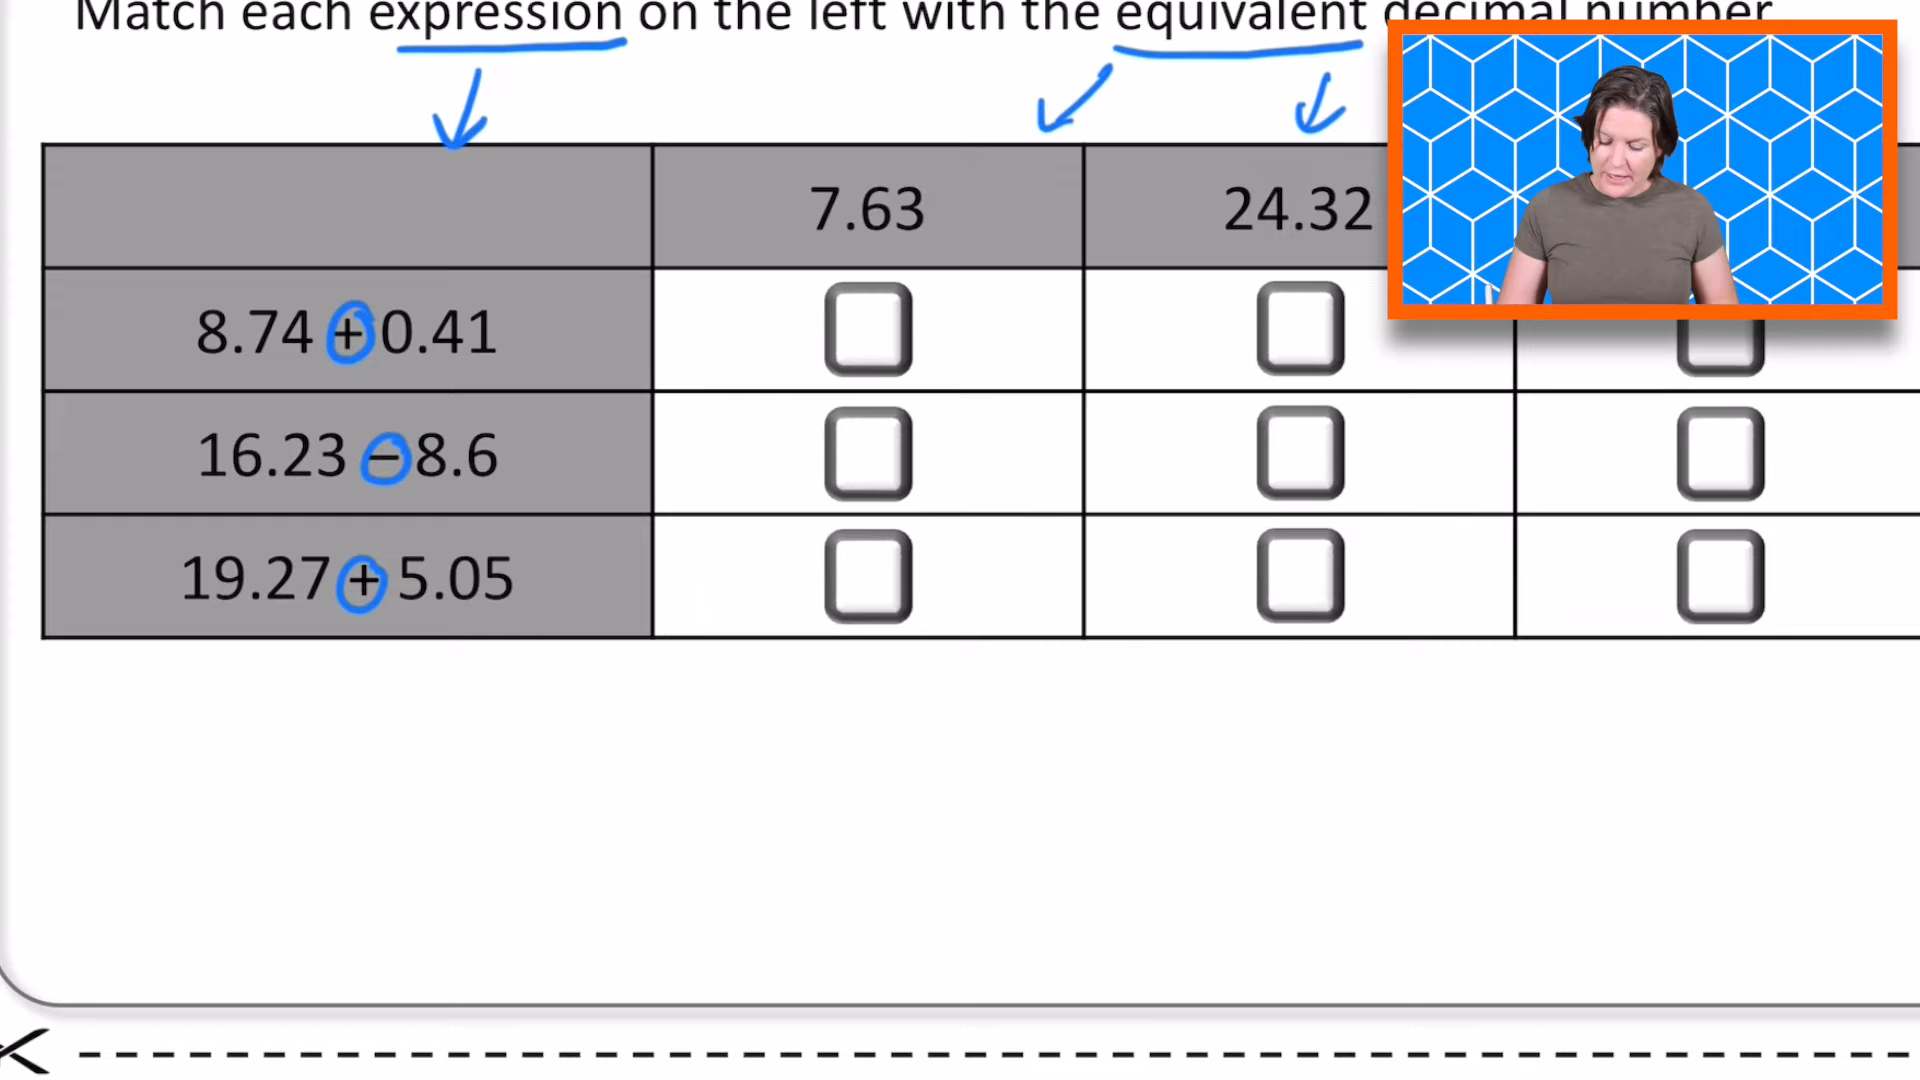 Match each expression on the left with the equivalent decimal number
7.63 24.32
8.74 + 0.41
16.23 − 8.6
19.27 + 5.05